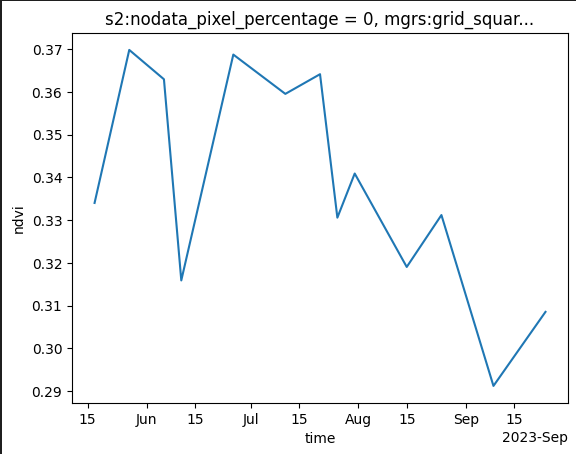 s2:nodata_pixel_percentage = 0, mgrs:grid_squar...
0.37
0.36
0.35
0.34
0.33
0.32
0.31
0.30
0.29
ndvi
15 Jun 15 Jul 15 Aug 15 Sep 15
time
2023-Sep